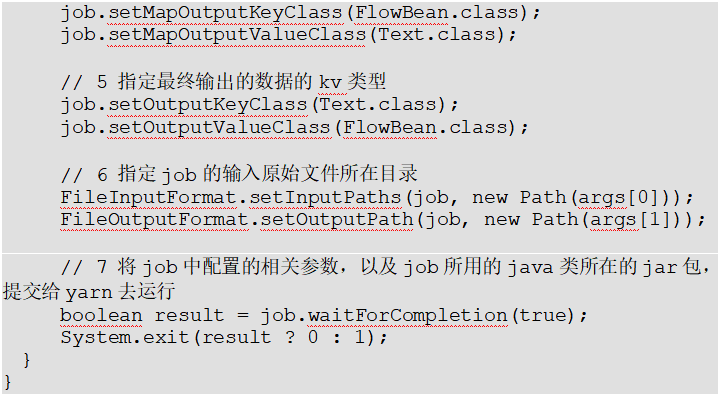 job.setMapOutputKeyClass(FlowBean.class);
job.setMapOutputValueClass(Text.class);
// 5 指定最终输出的数据的 kv 类型
job.setOutputKeyClass(Text.class);
job.setOutputValueClass(FlowBean.class);
// 6 指定 job 的输入原始文件所在目录
FileInputFormat.setInputPaths(job, new Path(args[0]));
FileOutputFormat.setOutputPath(job, new Path(args[1]));
// 7 将 job 中配置的相关参数，以及 job 所用的 java 类所在的 jar 包，
提交给 yarn 去运行
boolean result = job.waitForCompletion(true);
System.exit(result ? 0 : 1);
}
}